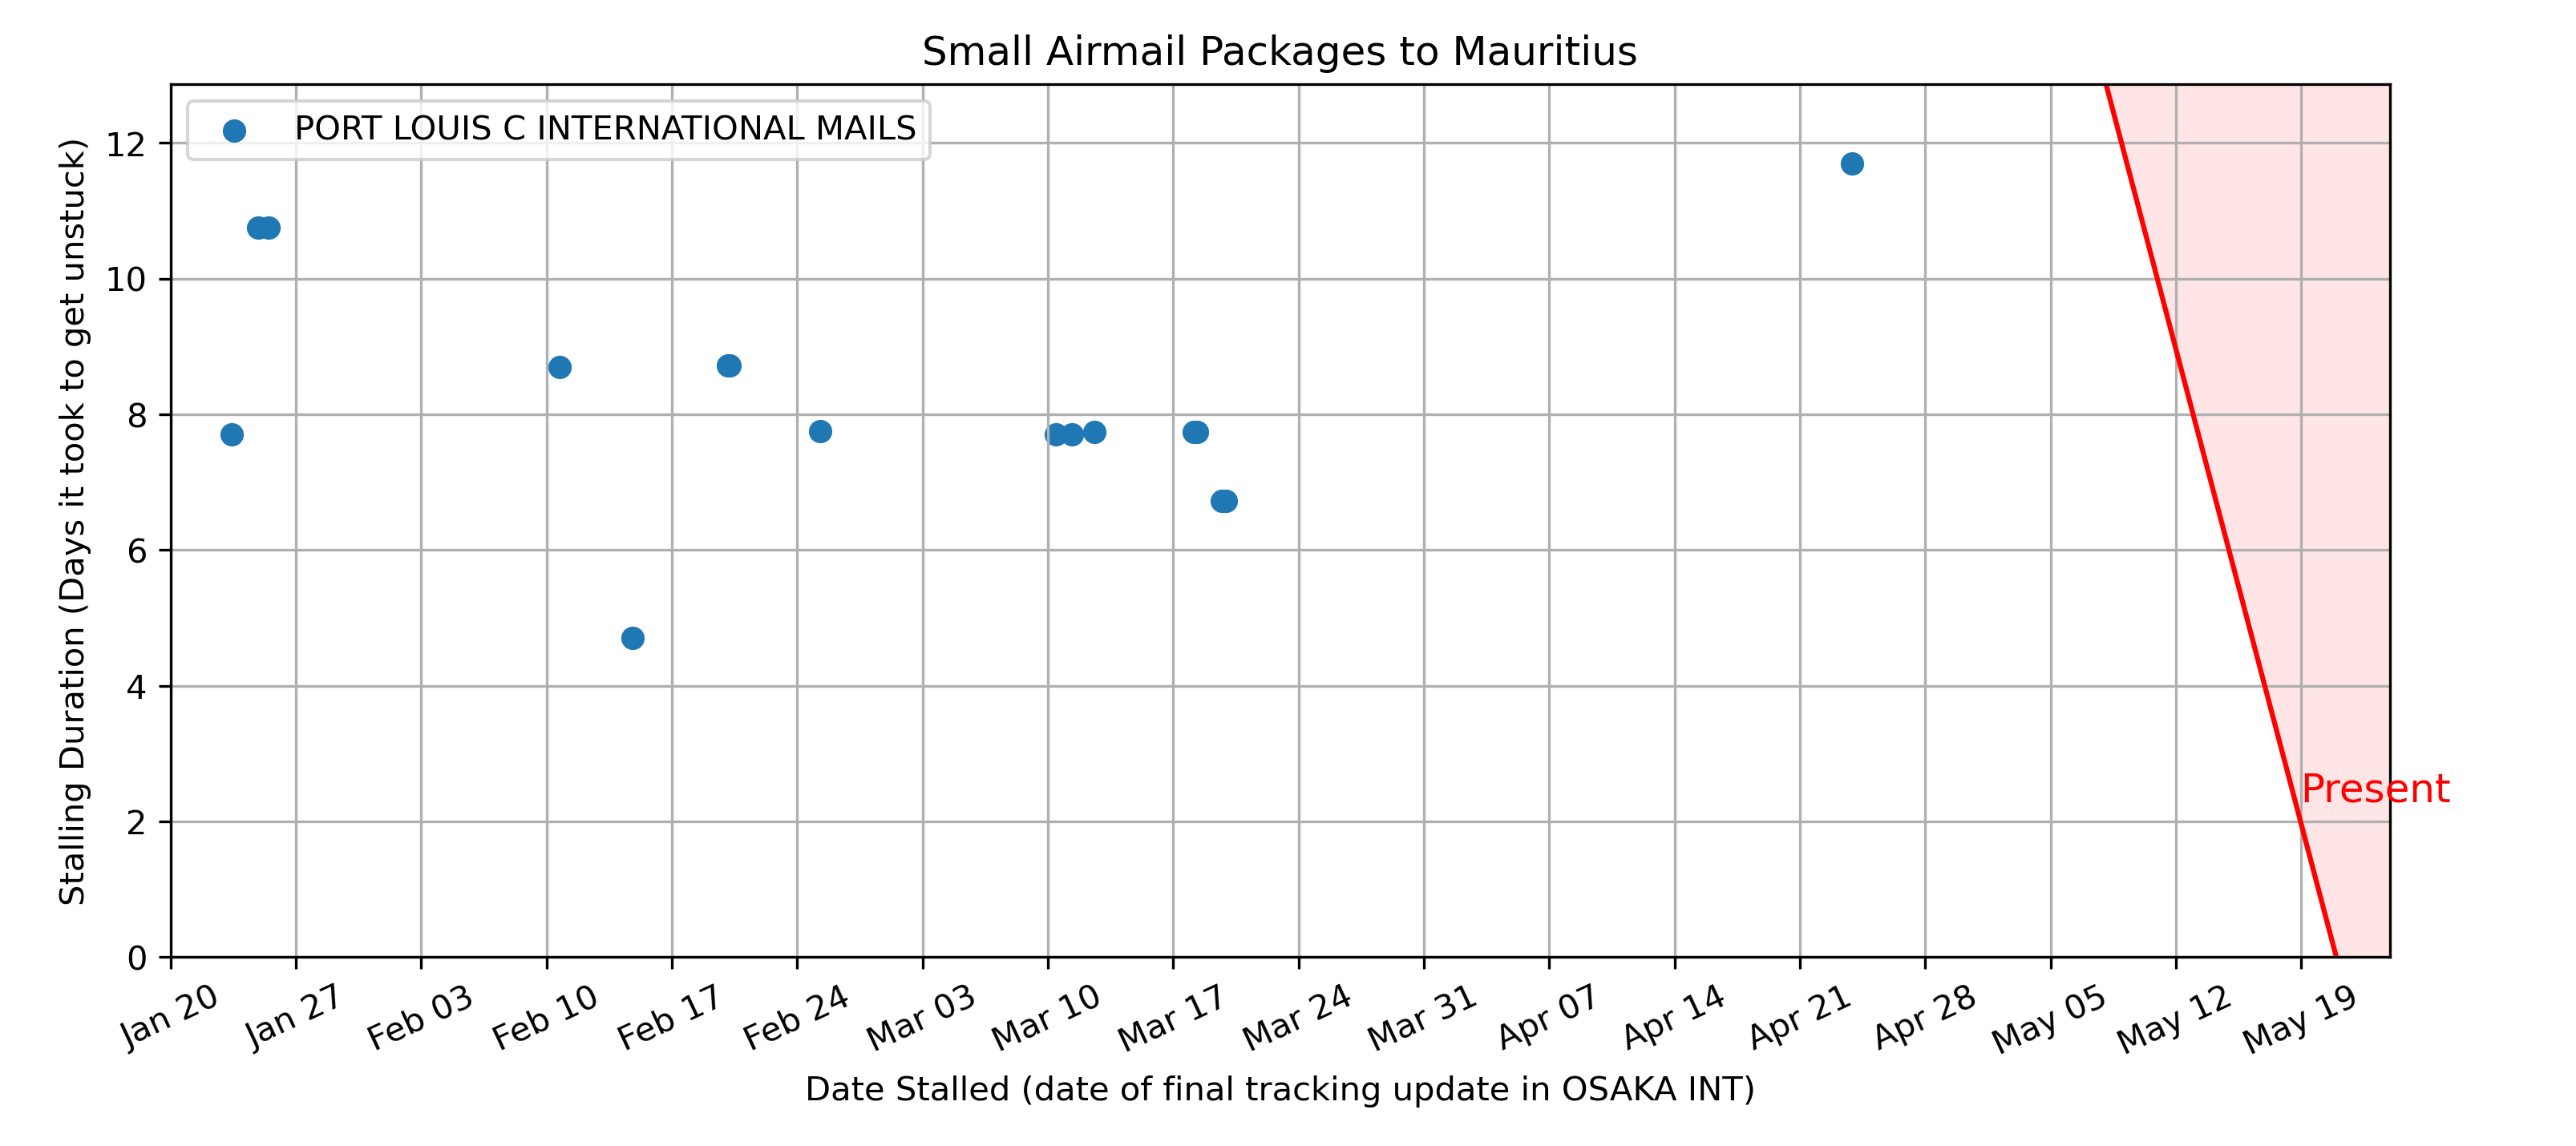 Small Airmail Packages to Mauritius
PORT LOUIS C INTERNATIONAL MAILS
Stalling Duration (Days it took to get unstuck)
12
10
8
6
4
2
0
Present
Jan 20 Jan 27 Feb 03 Feb 10 Feb 17 Feb 24 Mar 03 Mar 10 Mar 17 Mar 24 Mar 31 Apr 07 Apr 14 Apr 21 Apr 28 May 05 May 12 May 19
Date Stalled (date of final tracking update in OSAKA INT)